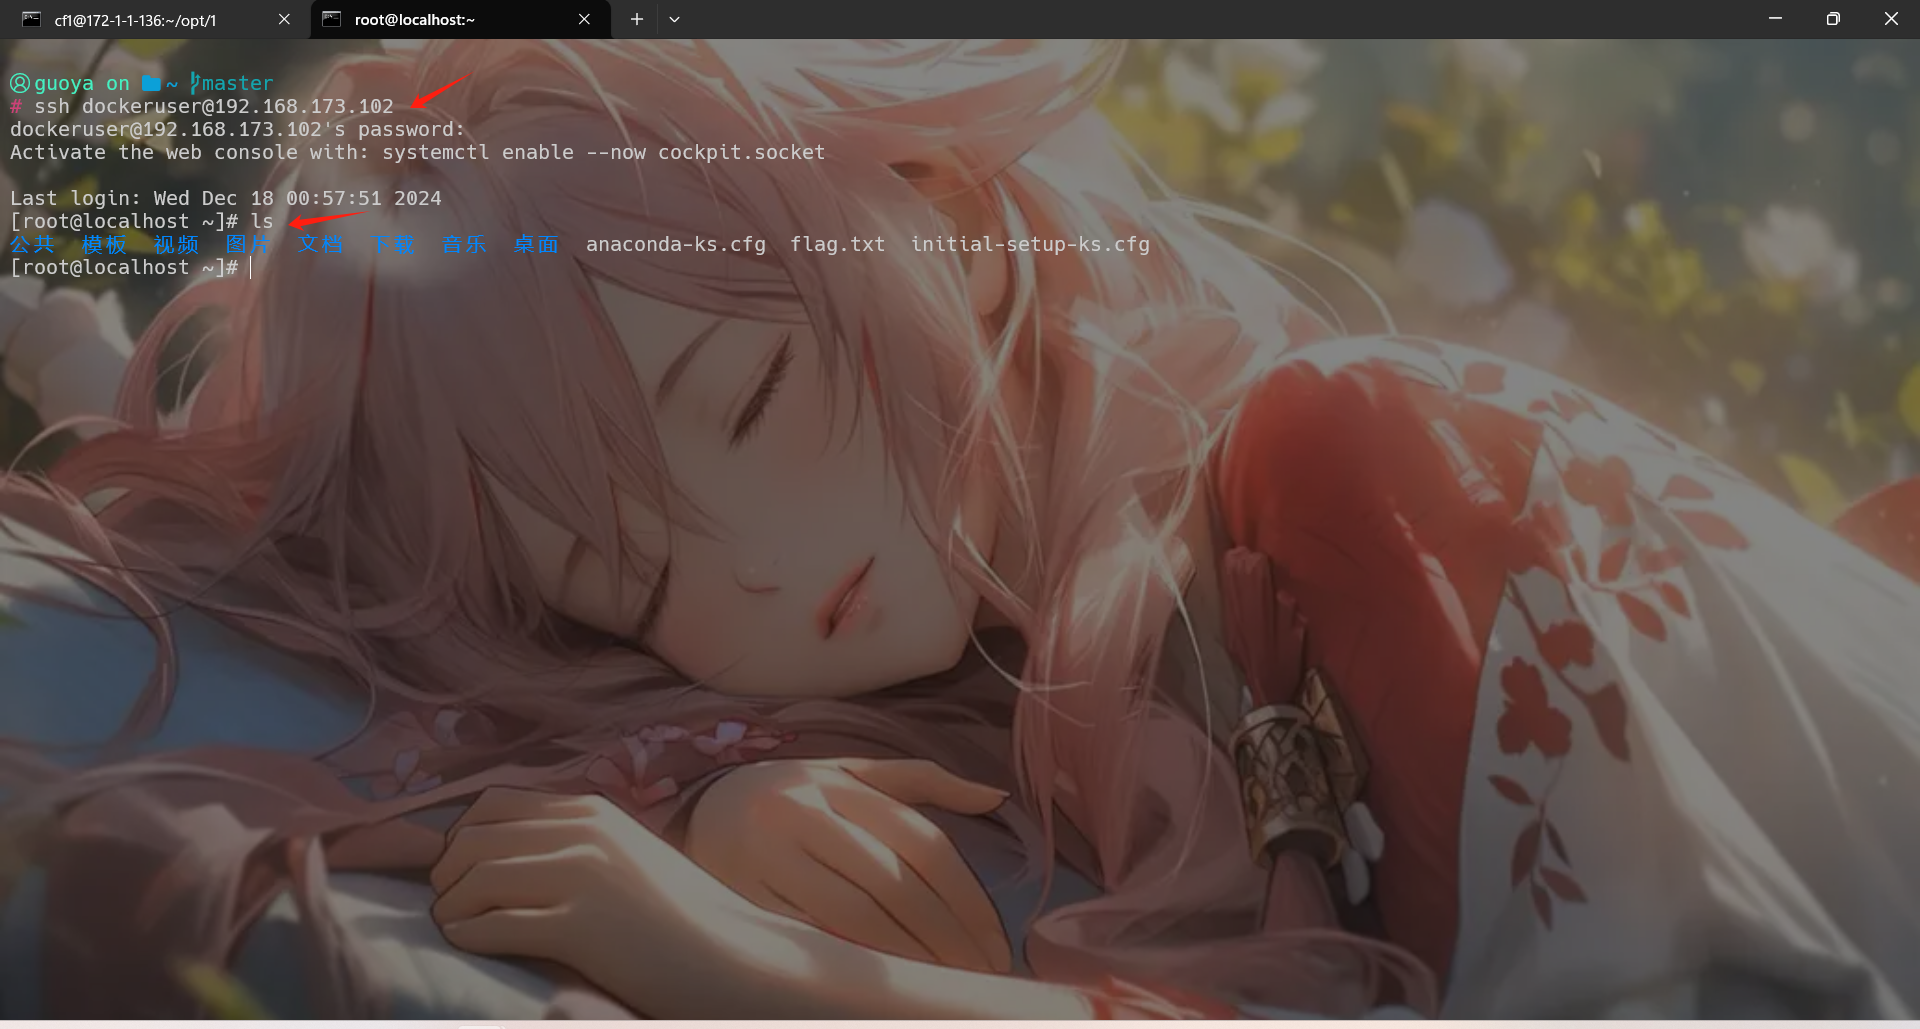 cf1@172-1-1-136:~/opt/1
root@localhost:~
guoya on ~ master
# ssh dockeruser@192.168.173.102
dockeruser@192.168.173.102's password:
Activate the web console with: systemctl enable --now cockpit.socket
Last login: Wed Dec 18 00:57:51 2024
[root@localhost ~]# ls
公共 模板 视频 图片 文档 下载 音乐 桌面 anaconda-ks.cfg flag.txt initial-setup-ks.cfg
[root@localhost ~]#